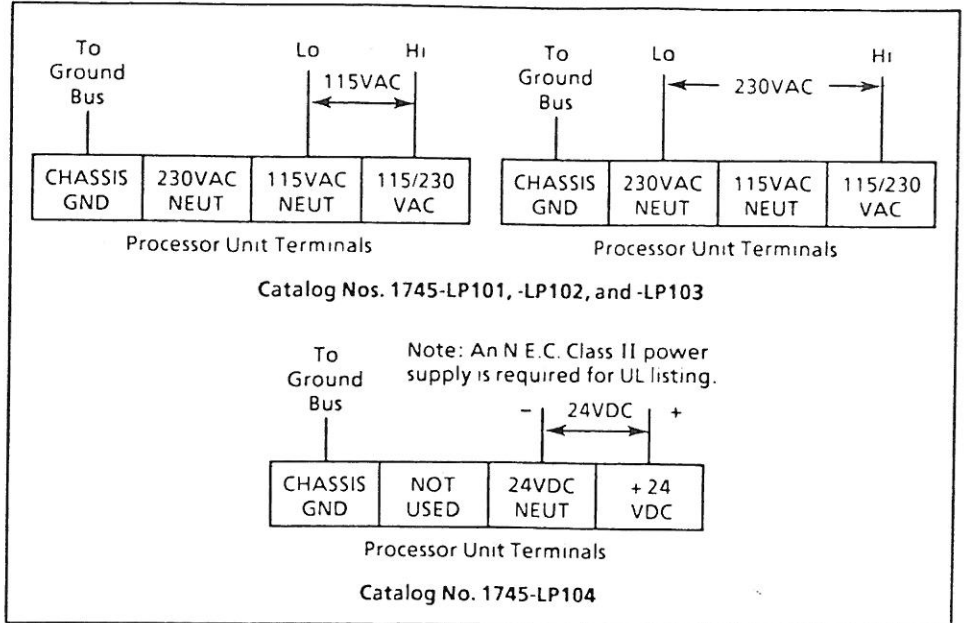 To
Ground
Bus
Lo
Hi
115VAC
CHASSIS
GND
230VAC
NEUT
115VAC
NEUT
115/230
VAC
Processor Unit Terminals
To
Ground
Bus
Lo
Hi
230VAC
CHASSIS
GND
230VAC
NEUT
115VAC
NEUT
115/230
VAC
Processor Unit Terminals
Catalog Nos. 1745-LP101, -LP102, and -LP103
To
Ground
Bus
Note: An N E.C. Class II power
supply is required for UL listing.
- 24VDC +
CHASSIS
GND
NOT
USED
24VDC
NEUT
+ 24
VDC
Processor Unit Terminals
Catalog No. 1745-LP104